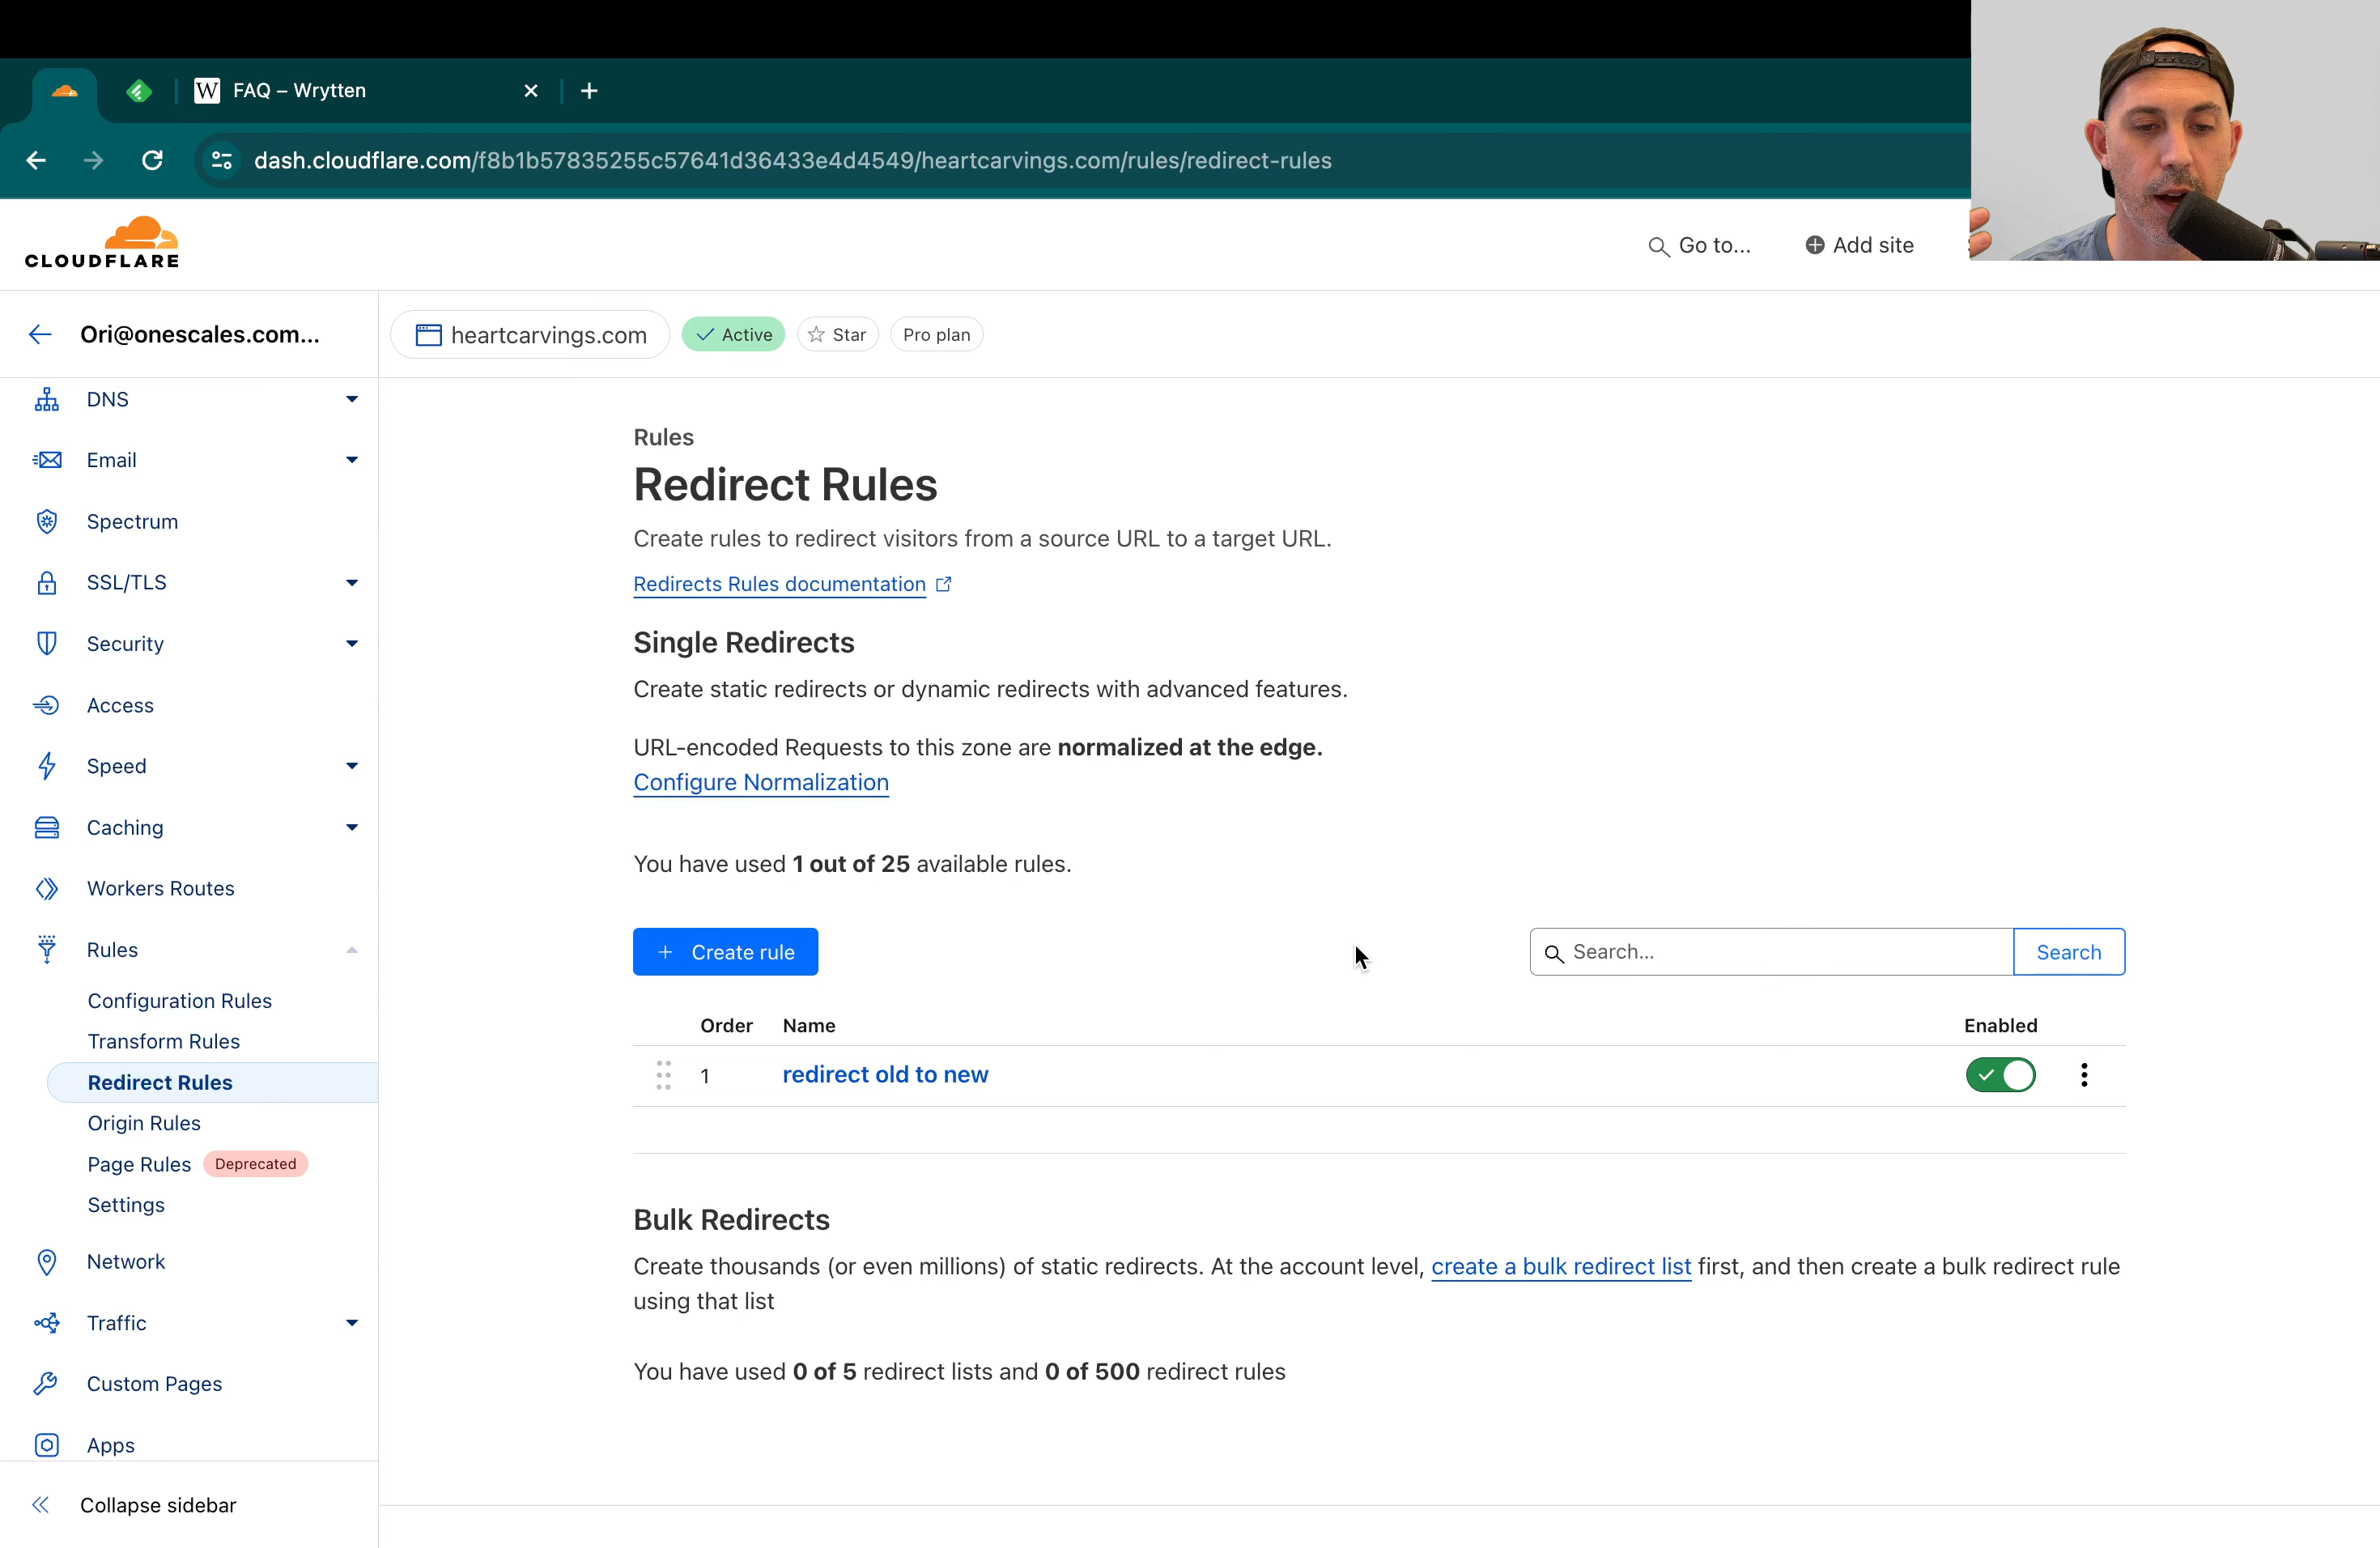 W FAQ – Wrytten
dash.cloudflare.com/f8b1b57835255c57641d36433e4d4549/heartcarvings.com/rules/redirect-rules
CLOUDFLARE
Go to...
Add site
Ori@onescales.com...
heartcarvings.com
Active
Star
Pro plan
DNS
Email
Spectrum
SSL/TLS
Security
Access
Speed
Caching
Workers Routes
Rules
Configuration Rules
Transform Rules
Redirect Rules
Origin Rules
Page Rules Deprecated
Settings
Network
Traffic
Custom Pages
Apps
Collapse sidebar
Rules
Redirect Rules
Create rules to redirect visitors from a source URL to a target URL.
Redirects Rules documentation
Single Redirects
Create static redirects or dynamic redirects with advanced features.
URL-encoded Requests to this zone are normalized at the edge.
Configure Normalization
You have used 1 out of 25 available rules.
+ Create rule
Search...
Search
Order Name Enabled
1 redirect old to new
Bulk Redirects
Create thousands (or even millions) of static redirects. At the account level, create a bulk redirect list first, and then create a bulk redirect rule
using that list
You have used 0 of 5 redirect lists and 0 of 500 redirect rules